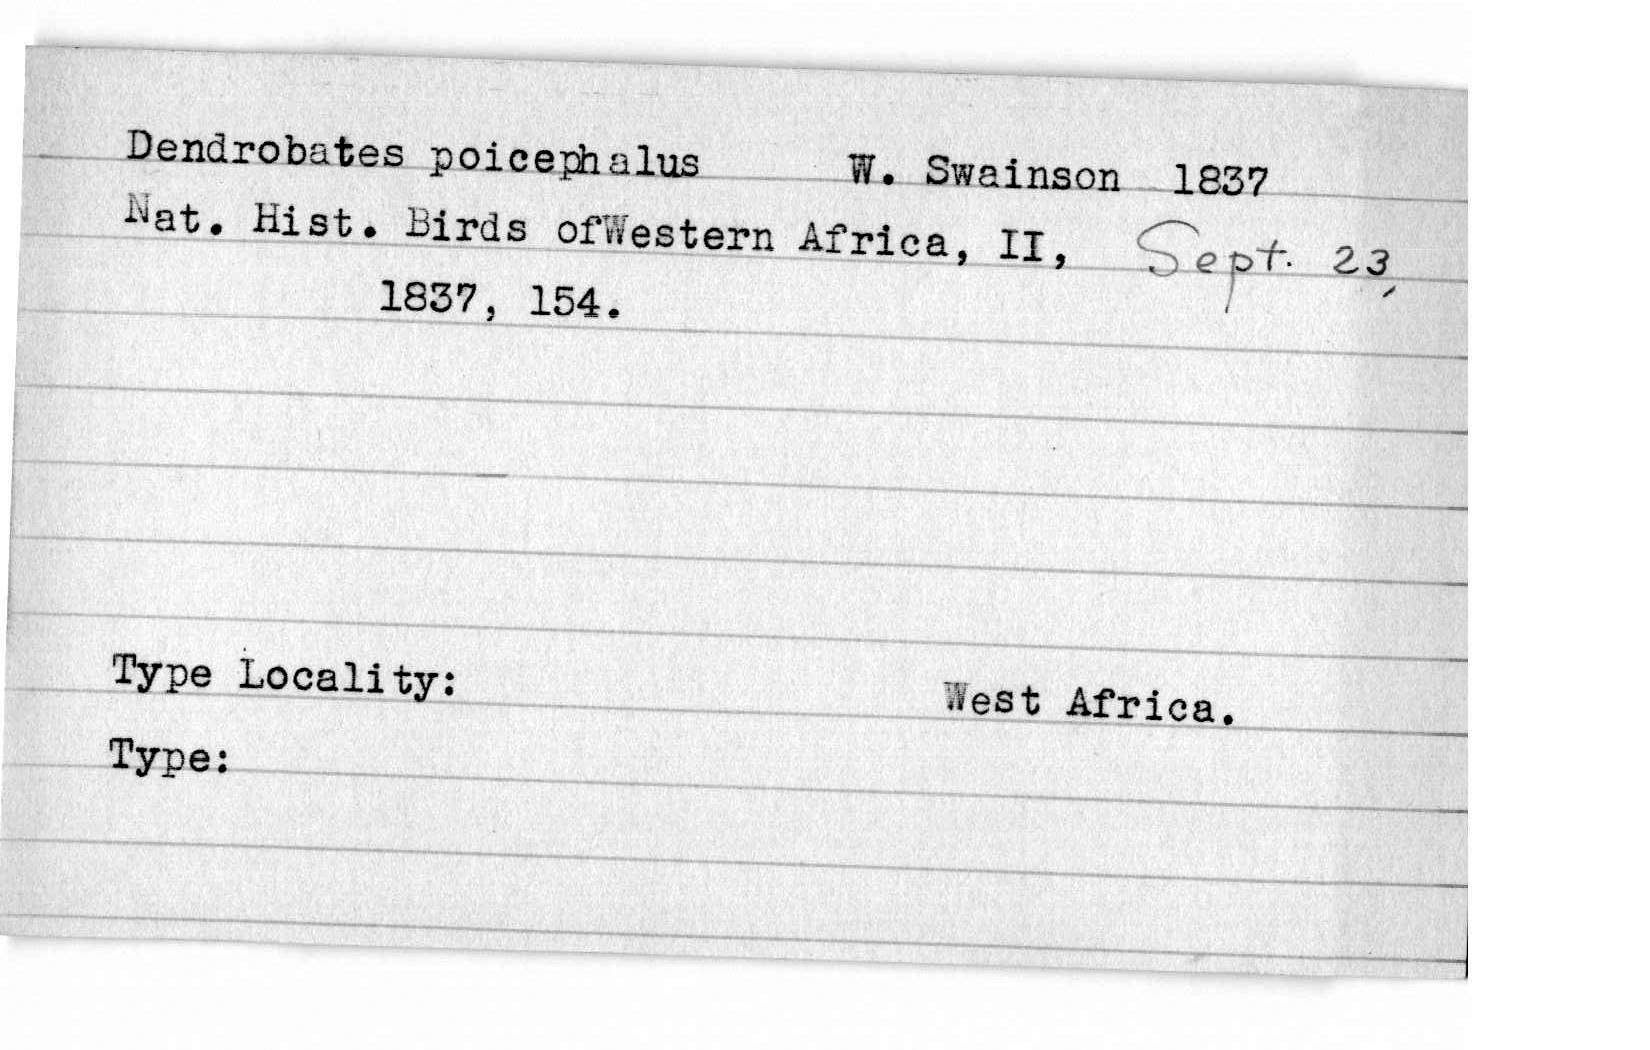 Dendrobates poicephalus W. Swainson 1837
Nat. Hist. Birds ofWestern Africa, II, Sept. 23,
1837, 154.
Type Locality: West Africa.
Type: